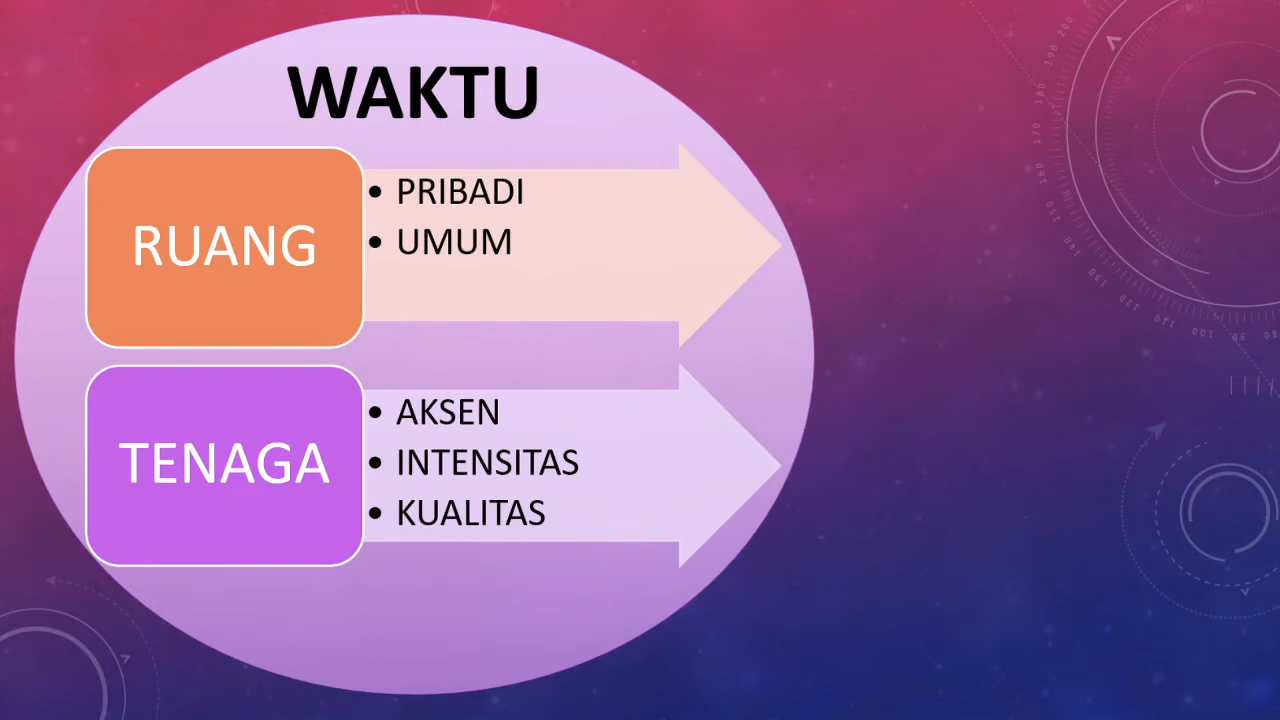 WAKTU
RUANG
• PRIBADI
• UMUM
TENAGA
• AKSEN
• INTENSITAS
• KUALITAS